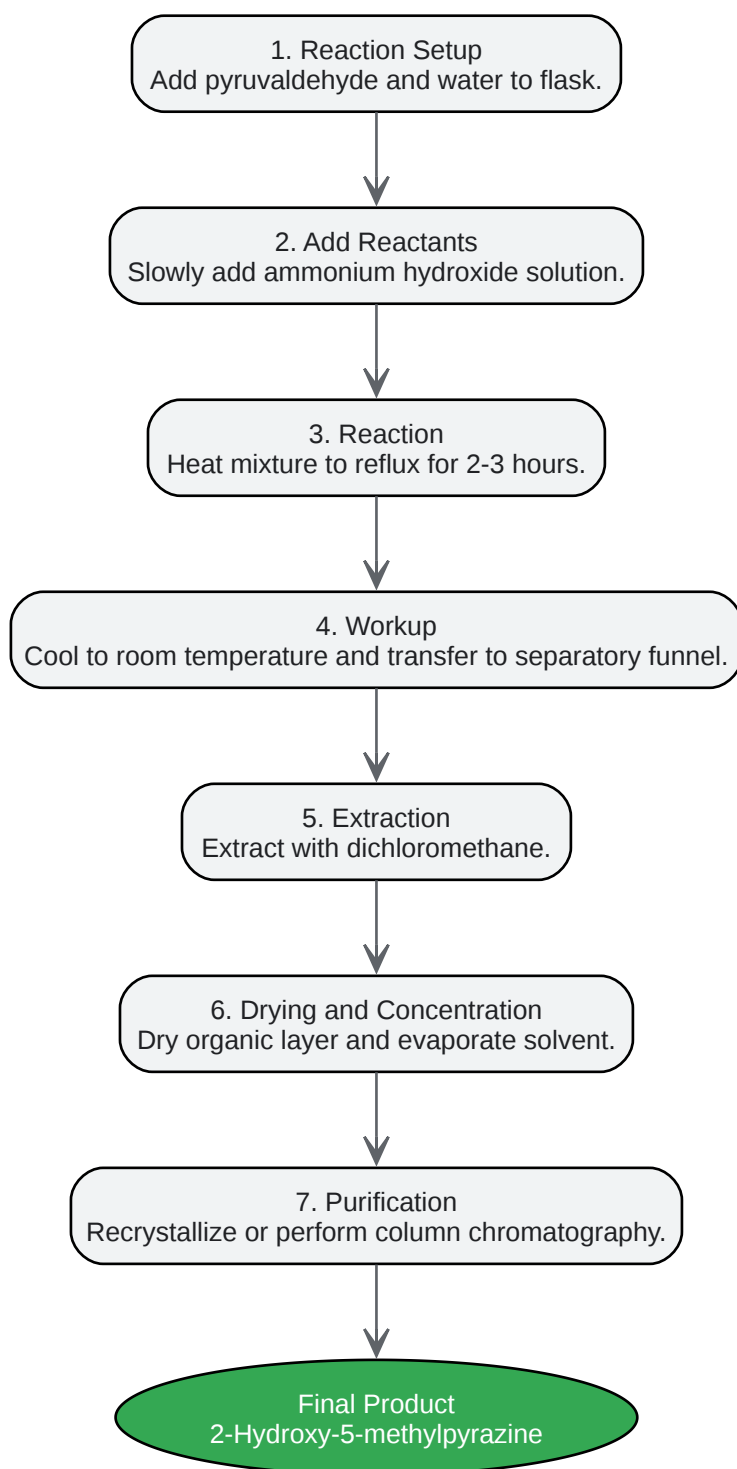 1. Reaction Setup
Add pyruvaldehyde and water to flask.
2. Add Reactants
Slowly add ammonium hydroxide solution.
3. Reaction
Heat mixture to reflux for 2-3 hours.
4. Workup
Cool to room temperature and transfer to separatory funnel.
5. Extraction
Extract with dichloromethane.
6. Drying and Concentration
Dry organic layer and evaporate solvent.
7. Purification
Recrystallize or perform column chromatography.
Final Product
2-Hydroxy-5-methylpyrazine